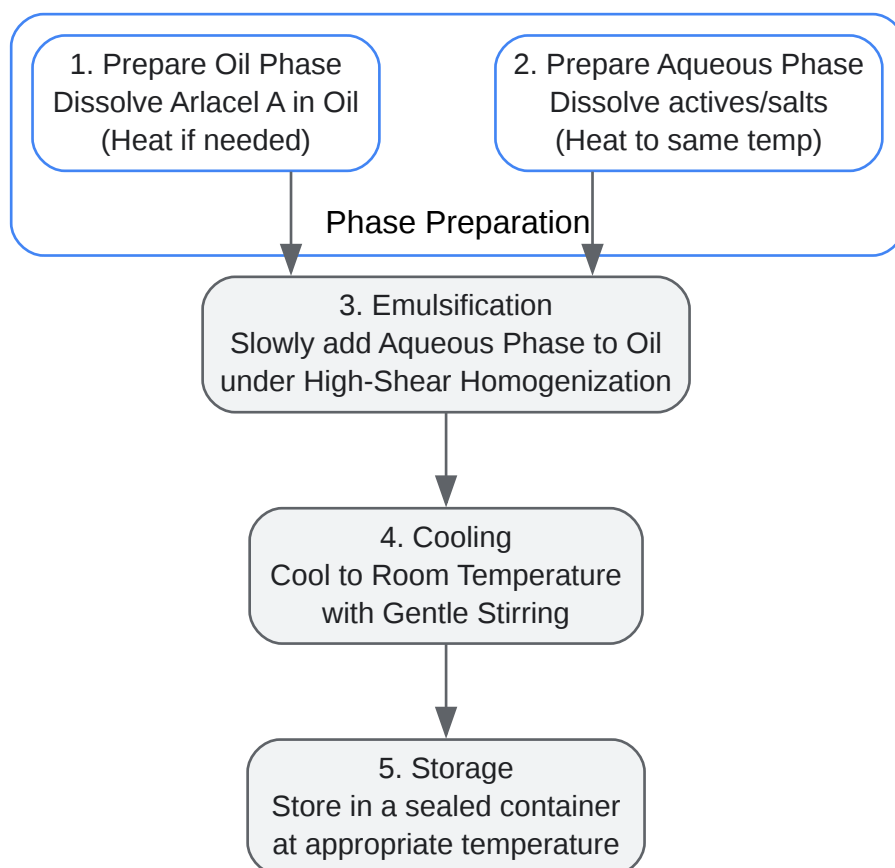 1. Prepare Oil Phase
Dissolve Arlacel A in Oil
(Heat if needed)
2. Prepare Aqueous Phase
Dissolve actives/salts
(Heat to same temp)
Phase Preparation
3. Emulsification
Slowly add Aqueous Phase to Oil
under High-Shear Homogenization
4. Cooling
Cool to Room Temperature
with Gentle Stirring
5. Storage
Store in a sealed container
at appropriate temperature